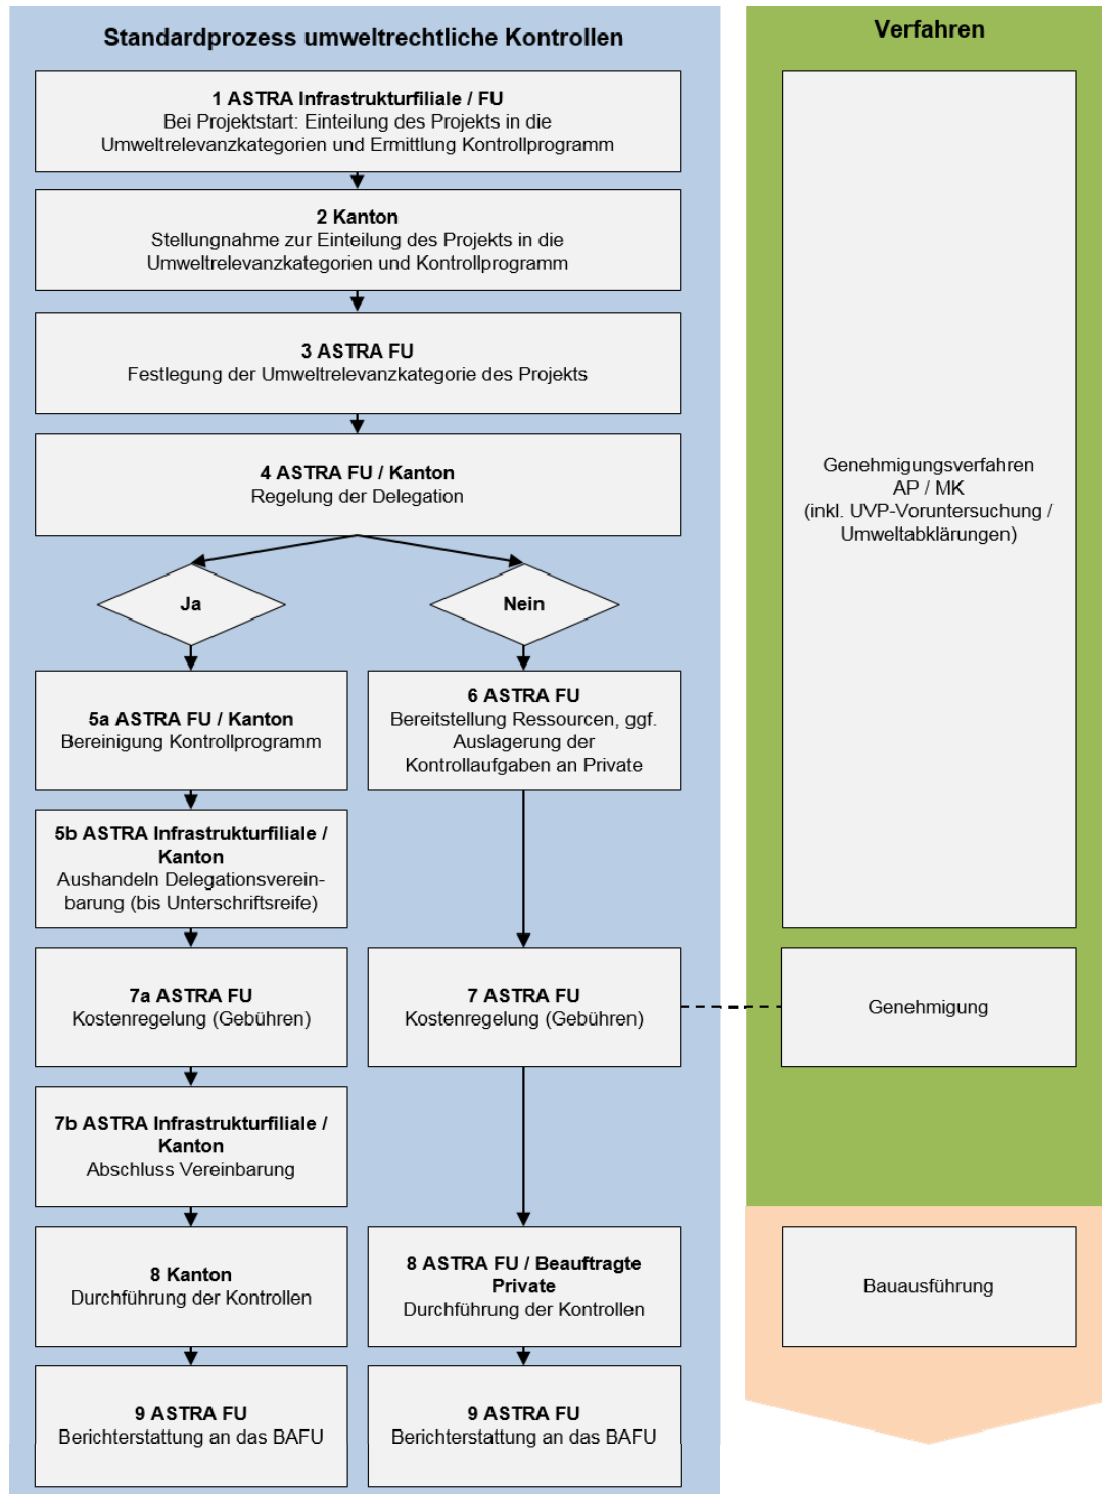 Standardprozess umweltrechtliche Kontrollen
Verfahren
1 ASTRA Infrastrukturfiliale / FU
Bei Projektstart: Einteilung des Projekts in die
Umweltrelevanzkategorien und Ermittlung Kontrollprogramm
2 Kanton
Stellungnahme zur Einteilung des Projekts in die
Umweltrelevanzkategorien und Kontrollprogramm
3 ASTRA FU
Festlegung der Umweltrelevanzkategorie des Projekts
4 ASTRA FU / Kanton
Regelung der Delegation
Genehmigungsverfahren
AP / MK
(inkl. UVP-Voruntersuchung /
Umweltabklärungen)
Ja
Nein
5a ASTRA FU / Kanton
Bereinigung Kontrollprogramm
6 ASTRA FU
Bereitstellung Ressourcen, ggf.
Auslagerung der
Kontrollaufgaben an Private
5b ASTRA Infrastrukturfiliale /
Kanton
Aushandeln Delegationsverein-
barung (bis Unterschriftsreife)
7a ASTRA FU
Kostenregelung (Gebühren)
7 ASTRA FU
Kostenregelung (Gebühren)
Genehmigung
7b ASTRA Infrastrukturfiliale /
Kanton
Abschluss Vereinbarung
8 Kanton
Durchführung der Kontrollen
8 ASTRA FU / Beauftragte
Private
Durchführung der Kontrollen
Bauausführung
9 ASTRA FU
Berichterstattung an das BAFU
9 ASTRA FU
Berichterstattung an das BAFU